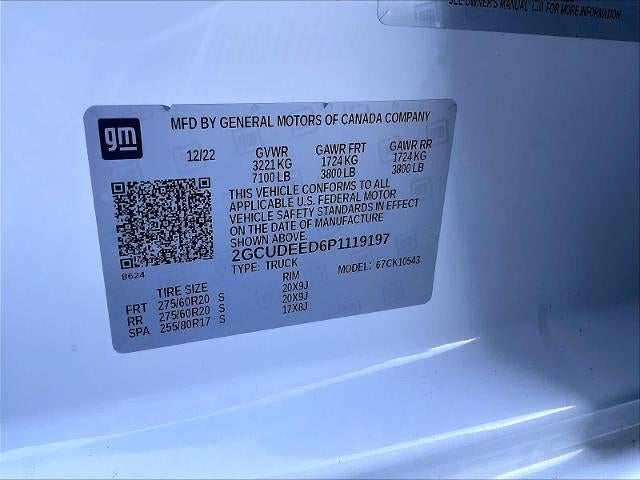 SEE OWNER'S MANUAL FOR MORE INFORMATION
gm
MFD BY GENERAL MOTORS OF CANADA COMPANY
12/22 GVWR GAWR FRT GAWR RR
3221 KG 1724 KG 1724 KG
7100 LB 3800 LB 3800 LB
THIS VEHICLE CONFORMS TO ALL
APPLICABLE U.S. FEDERAL MOTOR
VEHICLE SAFETY STANDARDS IN EFFECT
ON THE DATE OF MANUFACTURE
SHOWN ABOVE
2GCUDEED6P1119197
TYPE: TRUCK MODEL: 67CK10543
8624
TIRE SIZE RIM
FRT 275/60R20 S 20X9J
RR 275/60R20 S 20X9J
SPA 255/80R17 S 17X8J